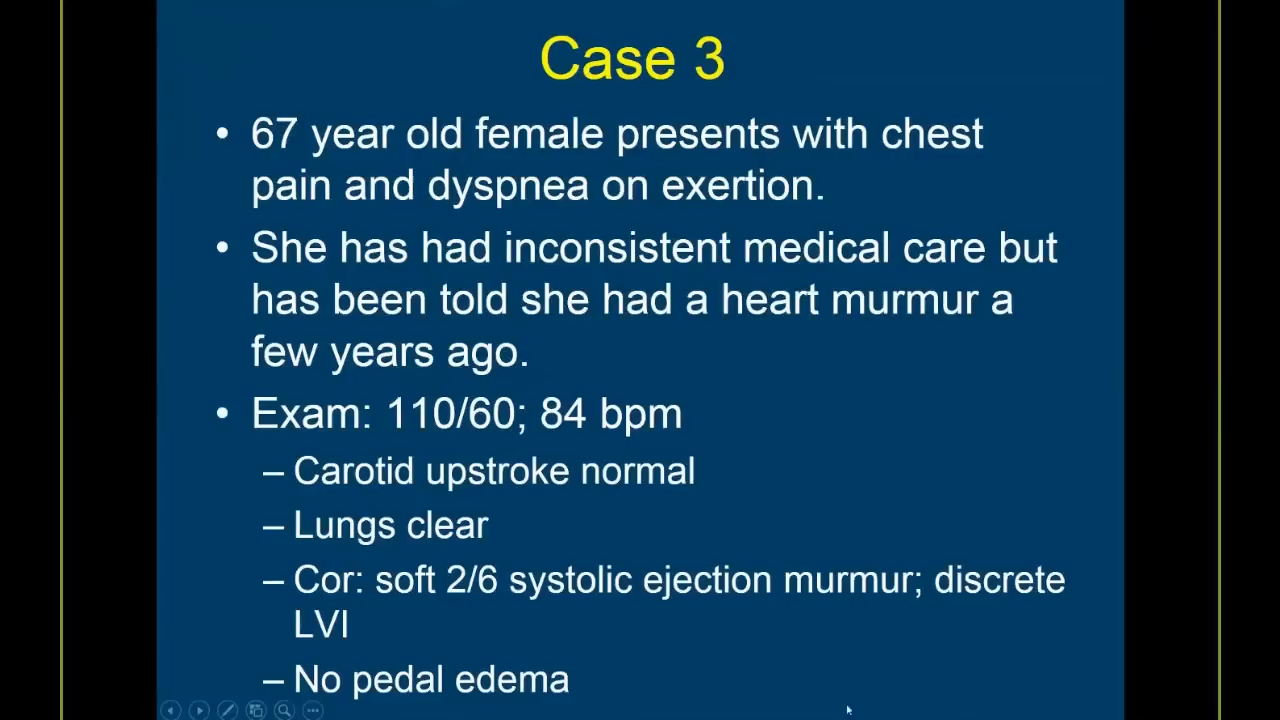 Case 3
• 67 year old female presents with chest
pain and dyspnea on exertion.
• She has had inconsistent medical care but
has been told she had a heart murmur a
few years ago.
• Exam: 110/60; 84 bpm
– Carotid upstroke normal
– Lungs clear
– Cor: soft 2/6 systolic ejection murmur; discrete
LVI
– No pedal edema